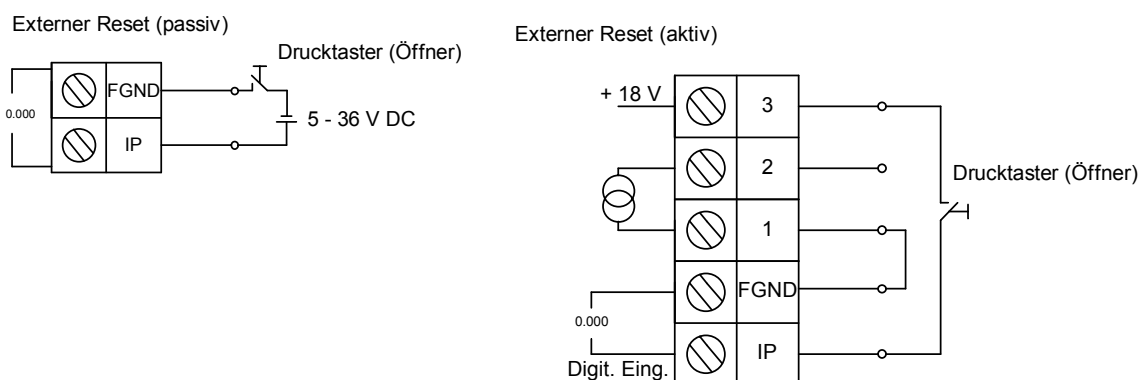 Externer Reset (passiv)
Drucktaster (Öffner)
0.000
FGND
IP
5 - 36 V DC
Externer Reset (aktiv)
+ 18 V
3
2
1
FGND
IP
Drucktaster (Öffner)
0.000
Digit. Eing.